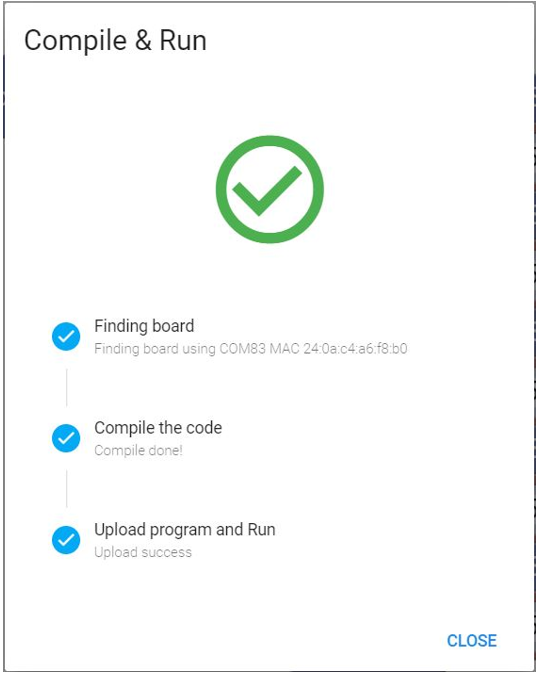 Compile & Run
Finding board
Finding board using COM83 MAC 24:0a:c4:a6:f8:b0
Compile the code
Compile done!
Upload program and Run
Upload success
CLOSE